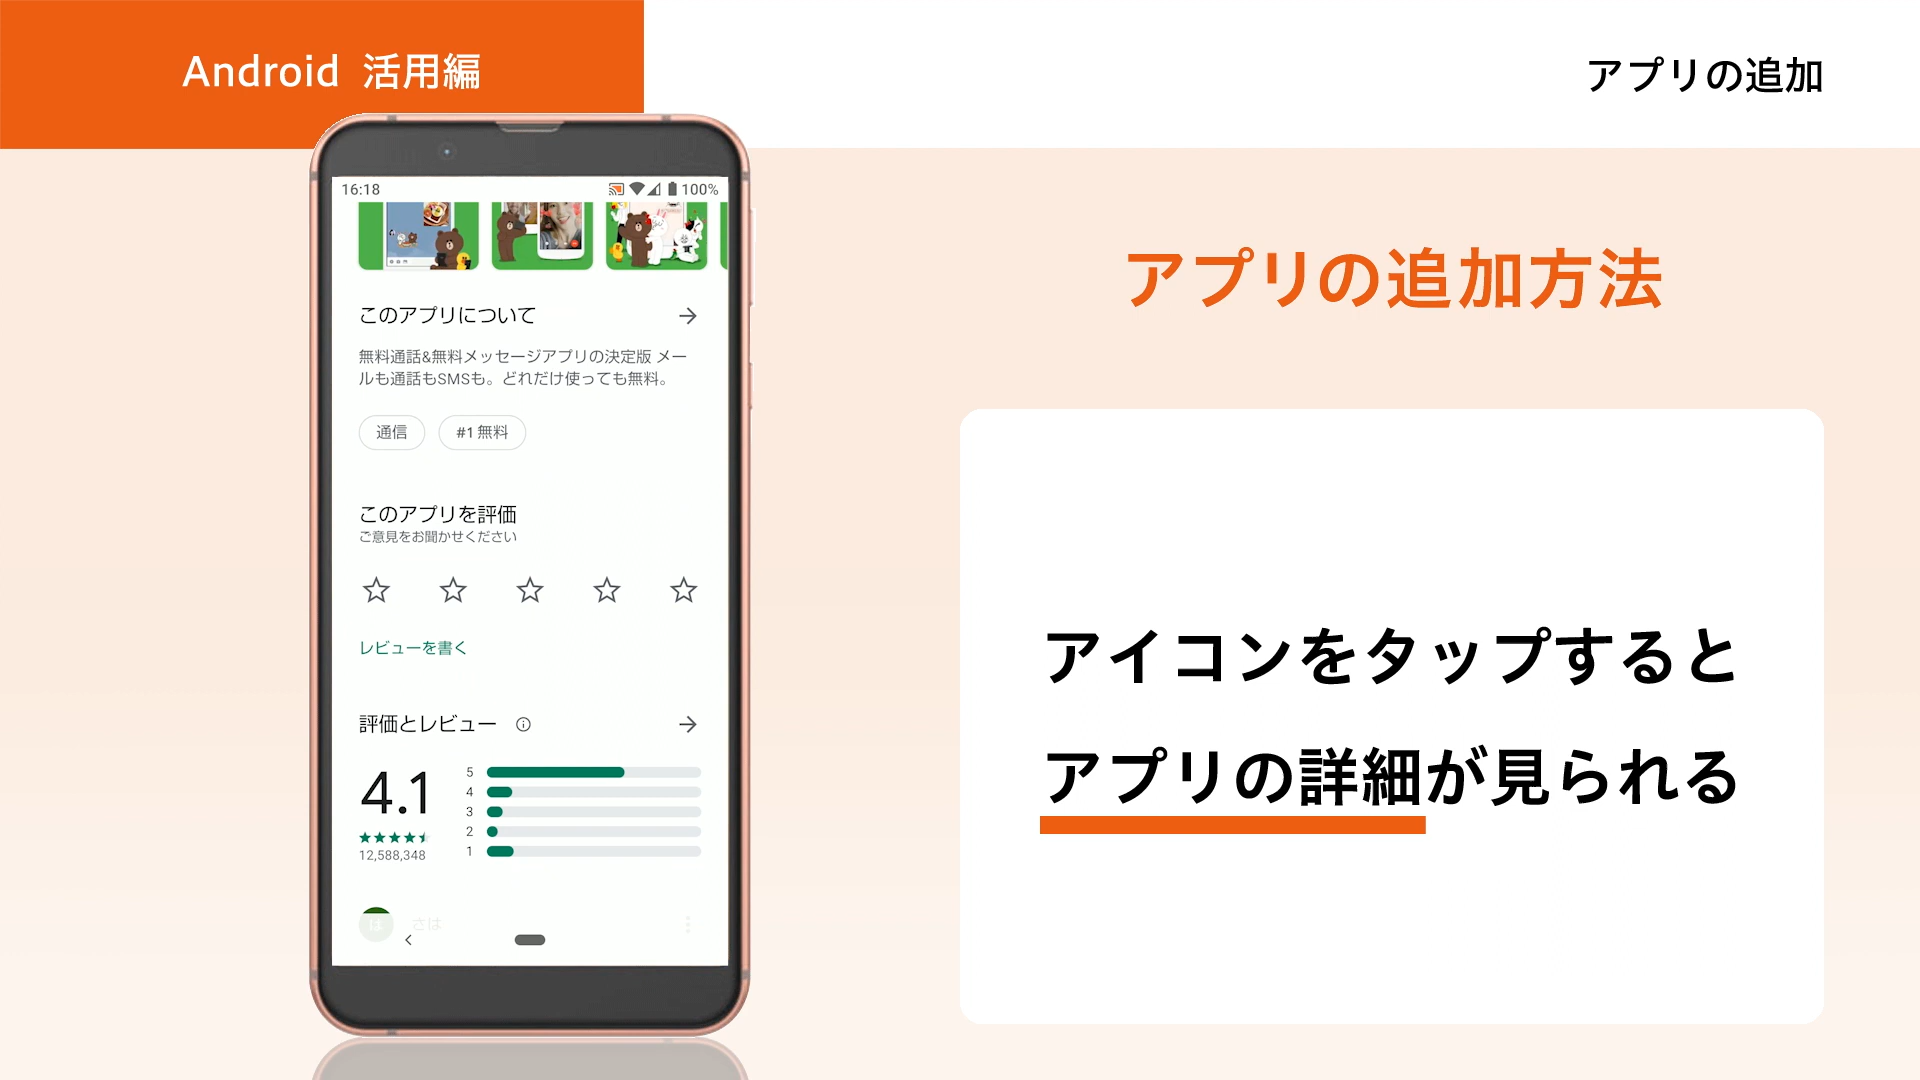 Android 活用編
アプリの追加
16:18
100%
このアプリについて
無料通話&無料メッセージアプリの決定版 メー
ルも通話もSMSも。どれだけ使っても無料。
通信
#1 無料
このアプリを評価
ご意見をお聞かせください
レビューを書く
評価とレビュー
4.1
12,588,348
5
4
3
2
1
は
さは
アプリの追加方法
アイコンをタップすると
アプリの詳細が見られる